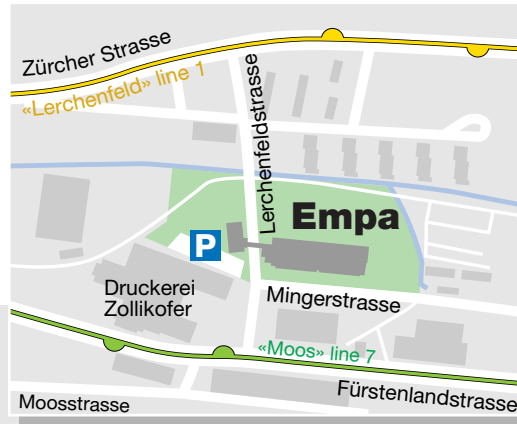 Zürcher Strasse
«Lerchenfeld» line 1
Lerchenfeldstrasse
Empa
P
Druckerei
Zollikofer
Mingerstrasse
«Moos» line 7
Fürstenlandstrasse
Moosstrasse